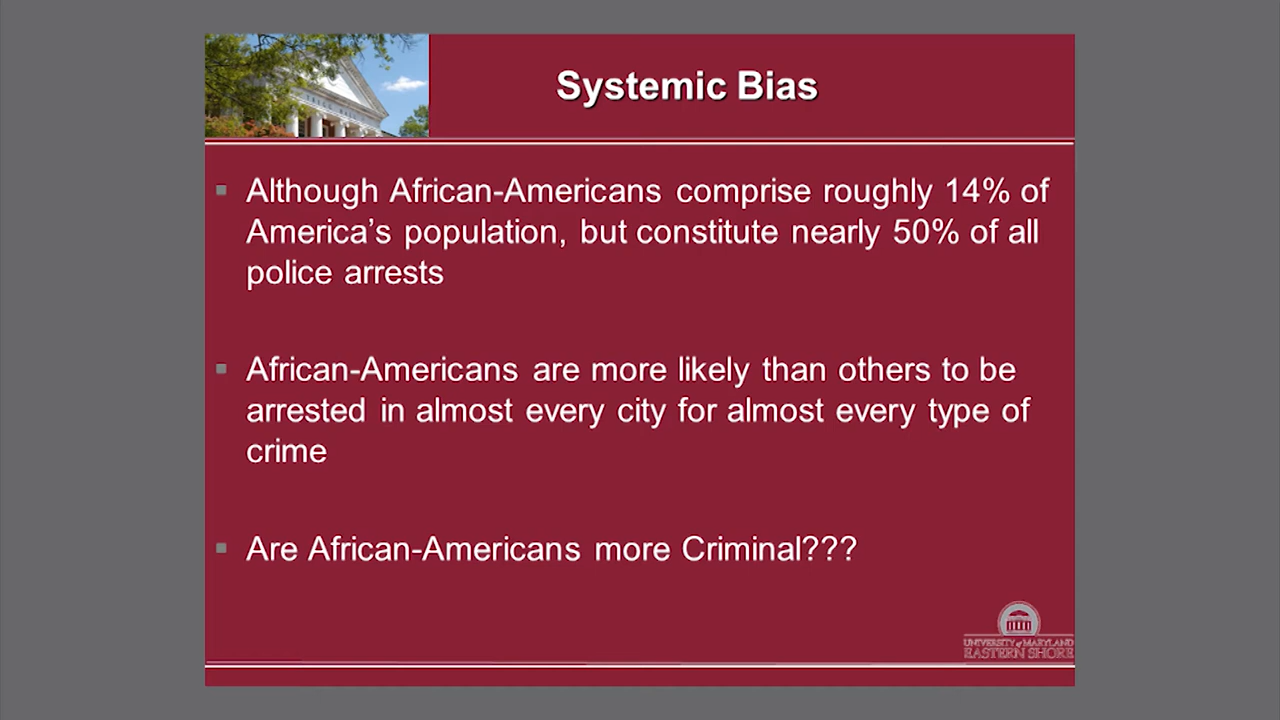 Systemic Bias
Although African-Americans comprise roughly 14% of
America's population, but constitute nearly 50% of all
police arrests
African-Americans are more likely than others to be
arrested in almost every city for almost every type of
crime
Are African-Americans more Criminal???
UNIVERSITY of MARYLAND
EASTERN SHORE